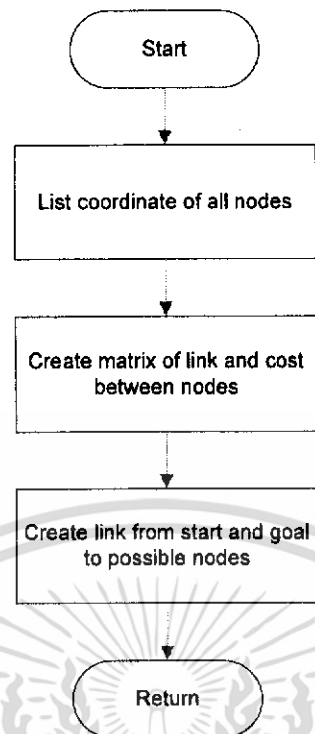 Start
List coordinate of all nodes
Create matrix of link and cost
between nodes
Create link from start and goal
to possible nodes
Return